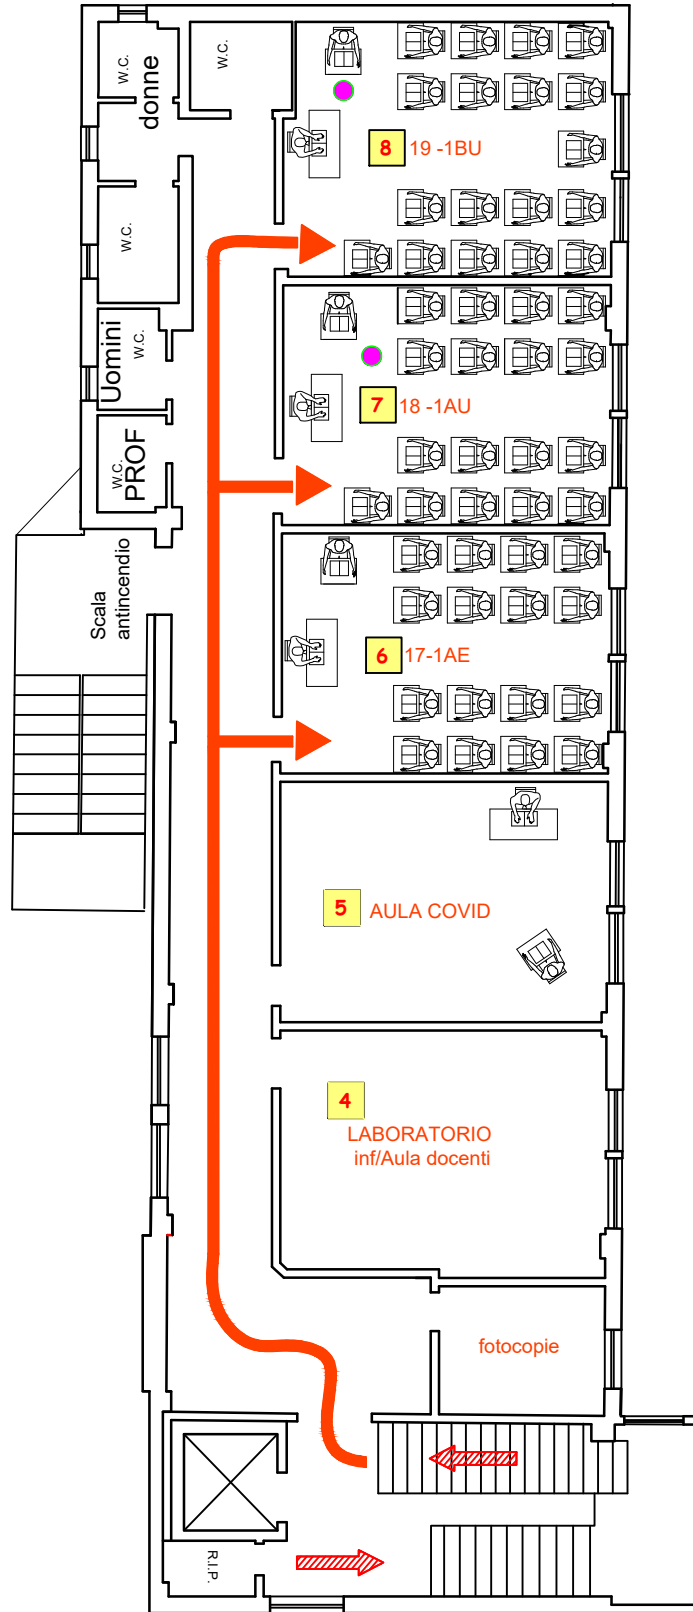 W.C.
donne
W.C.
8 19 -1BU
W.C.
Uomini
W.C.
7 18 -1AU
W.C.
PROF
Scala
antincendio
6 17-1AE
5 AULA COVID
4
LABORATORIO
inf/Aula docenti
fotocopie
R.I.P.